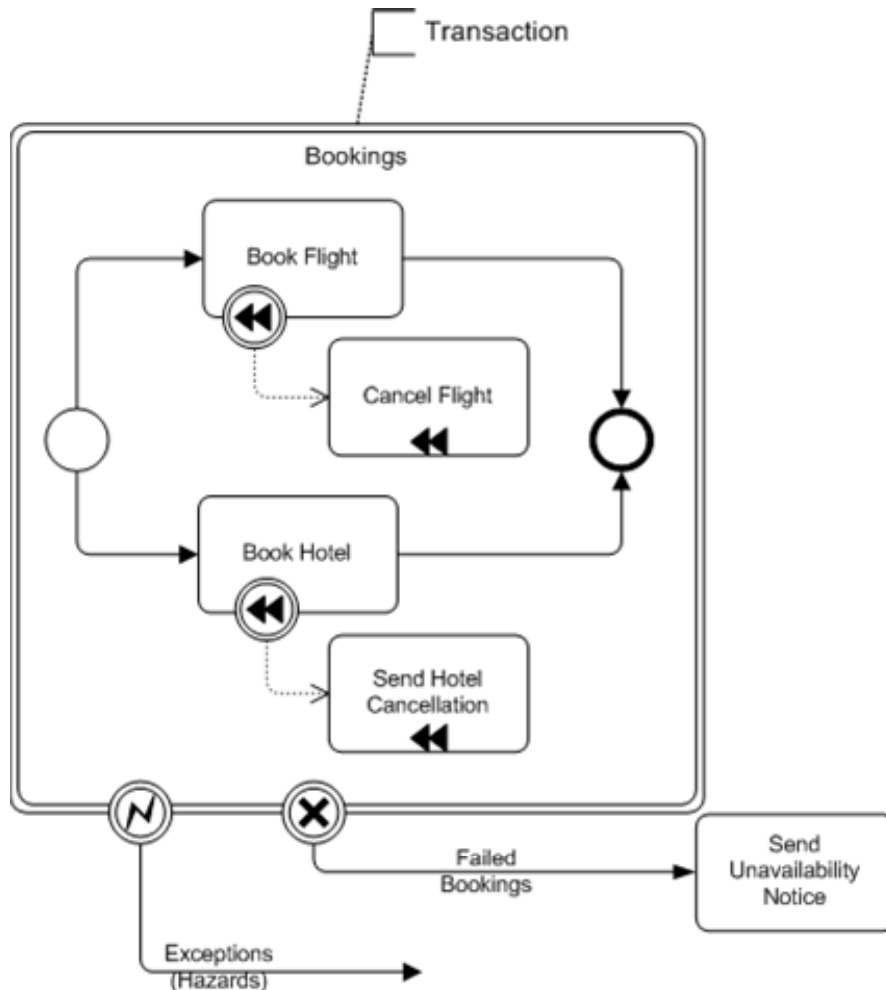 Transaction
Bookings
Book Flight
Cancel Flight
Book Hotel
Send Hotel
Cancellation
Failed
Bookings
Send
Unavailability
Notice
Exceptions
(Hazards)